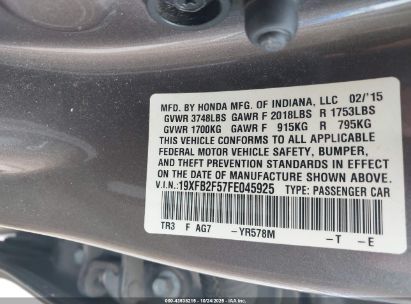 MFD. BY HONDA MFG. OF INDIANA, LLC 02/'15
GVWR 3748LBS GAWR F 2018LBS R 1753LBS
GVWR 1700KG GAWR F 915KG R 795KG
THIS VEHICLE CONFORMS TO ALL APPLICABLE
FEDERAL MOTOR VEHICLE SAFETY, BUMPER,
AND THEFT PREVENTION STANDARDS IN EFFECT
ON THE DATE OF MANUFACTURE SHOWN ABOVE.
V.I.N.: 19XFB2F57FE045925 TYPE: PASSENGER CAR
TR3 F AG7 -YR578M -T -E